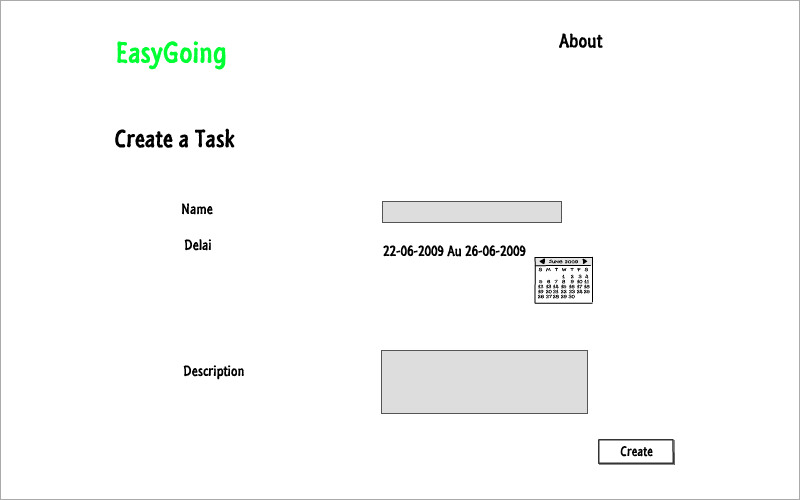 EasyGoing
About
Create a Task
Name
Delai
22-06-2009 Au 26-06-2009
S M T W T F S
Description
Create